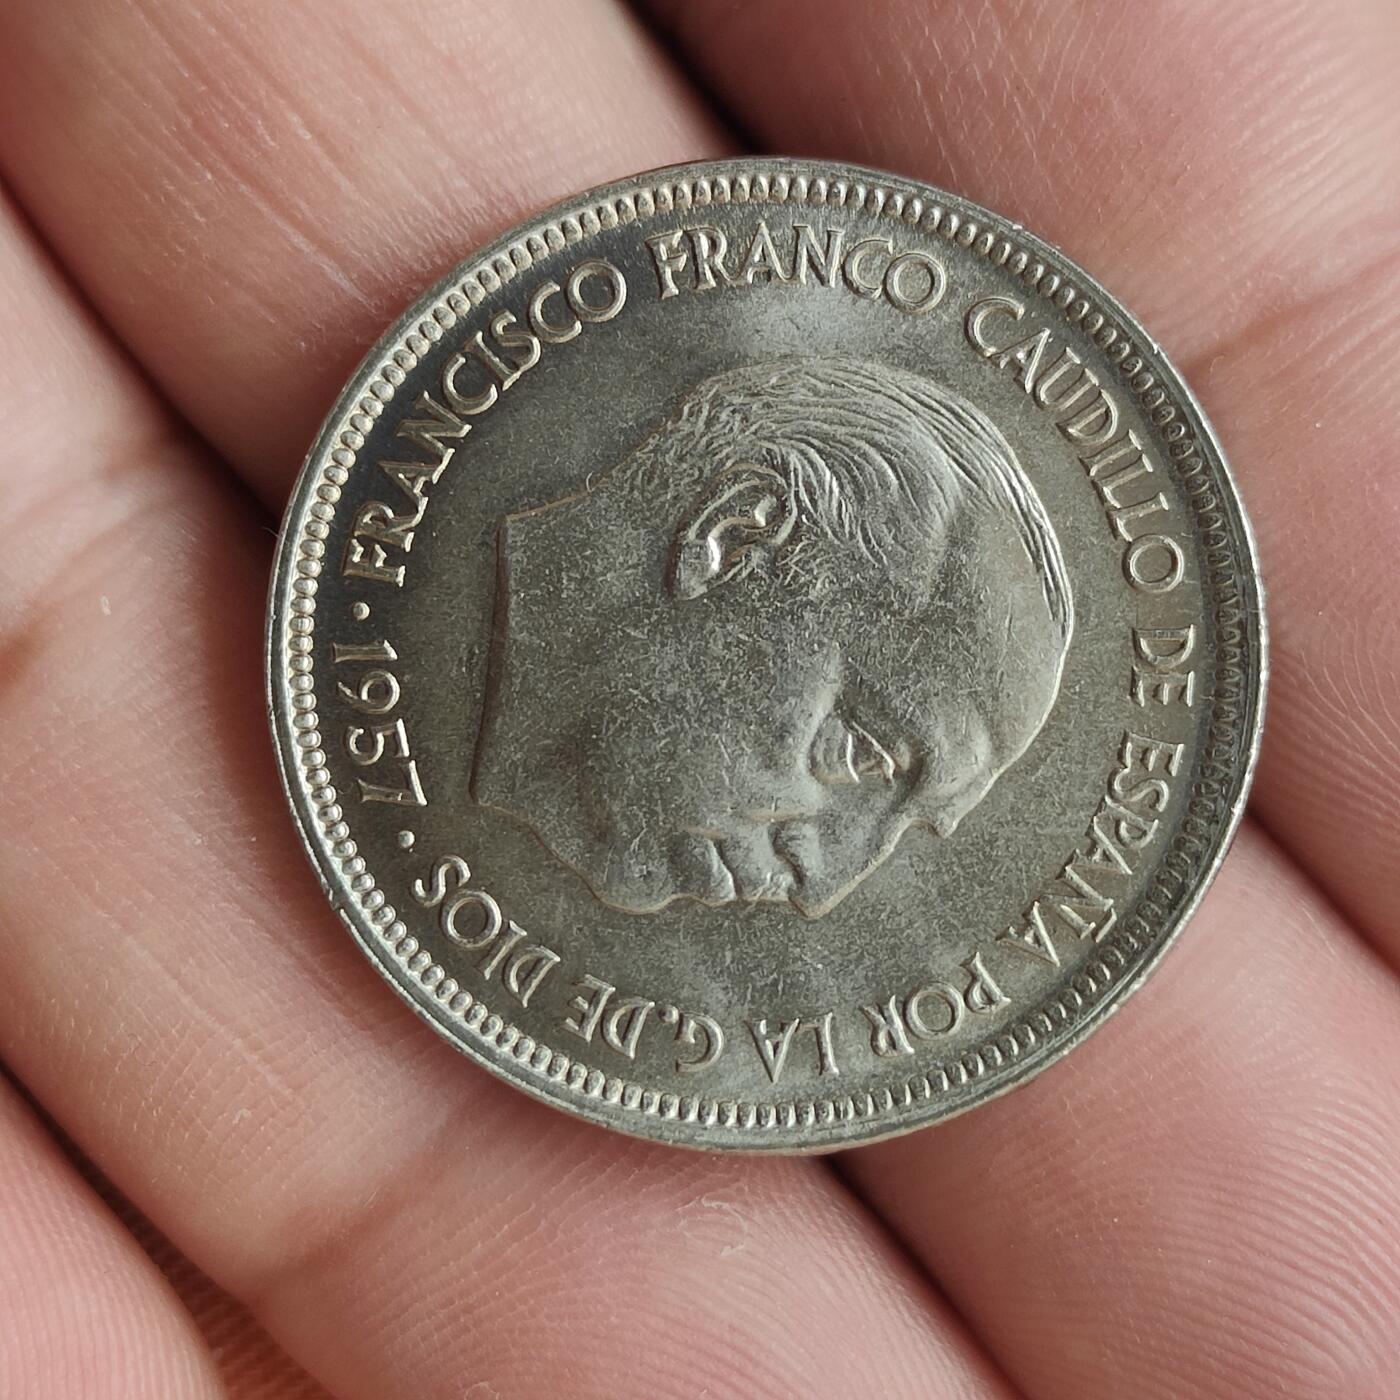 · FRANCISCO FRANCO CAUDILLO DE ESPAÑA POR LA G. DE DIOS · 1957